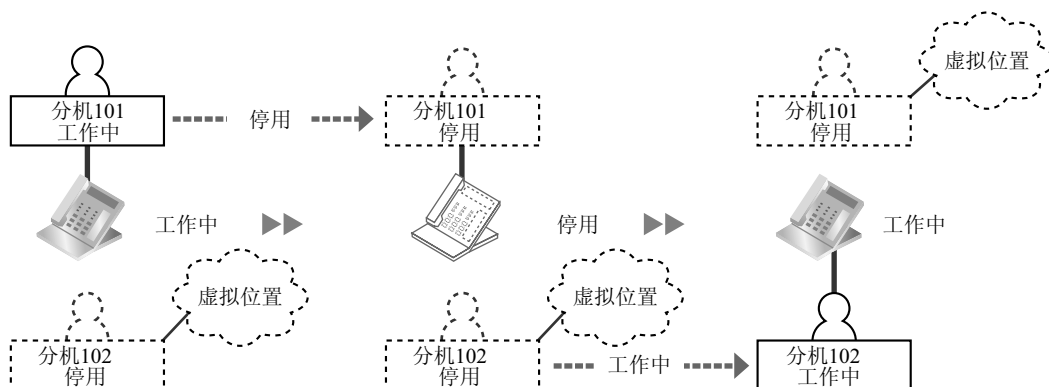 虚拟位置
分机101
工作中
停用
分机101
停用
分机101
停用
工作中
停用
工作中
虚拟位置
虚拟位置
分机102
停用
分机102
停用
工作中
分机102
工作中